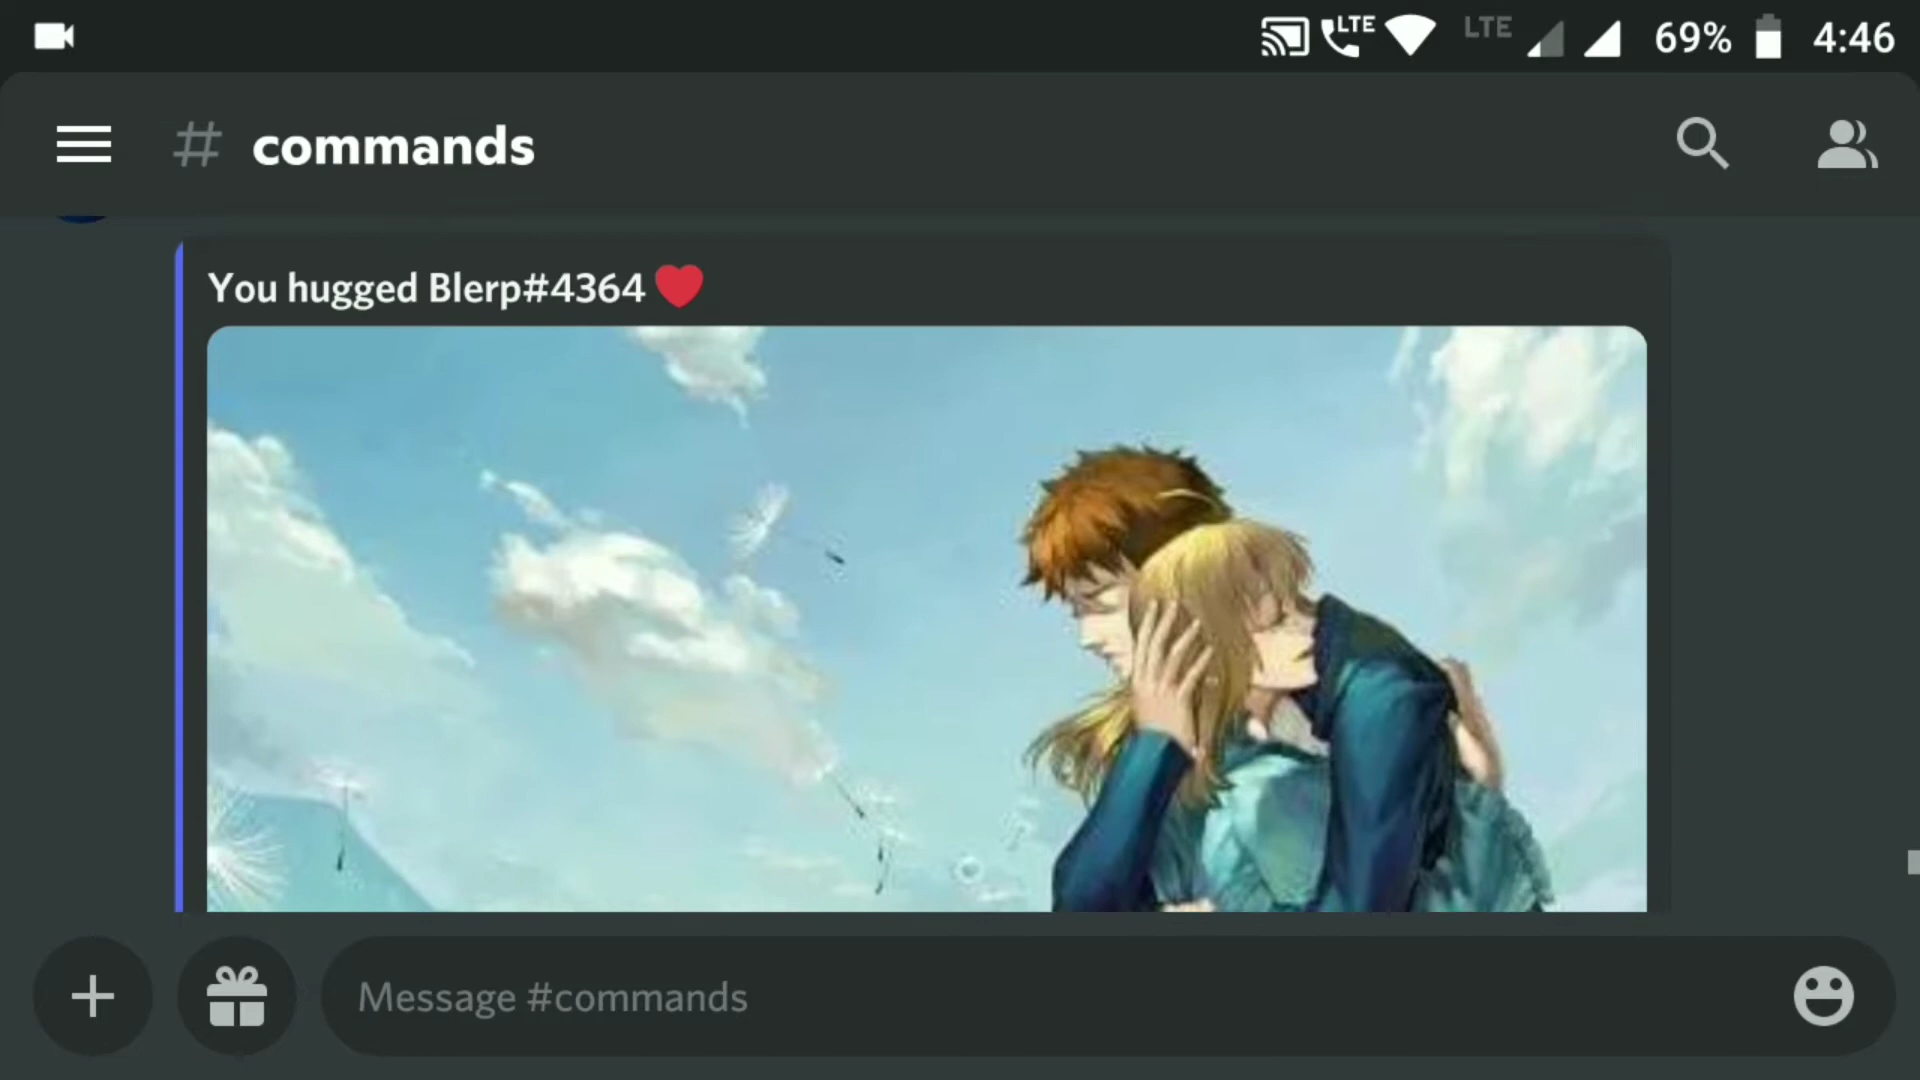 LTE LTE 69% 4:46
# commands
You hugged Blerp#4364
Message #commands